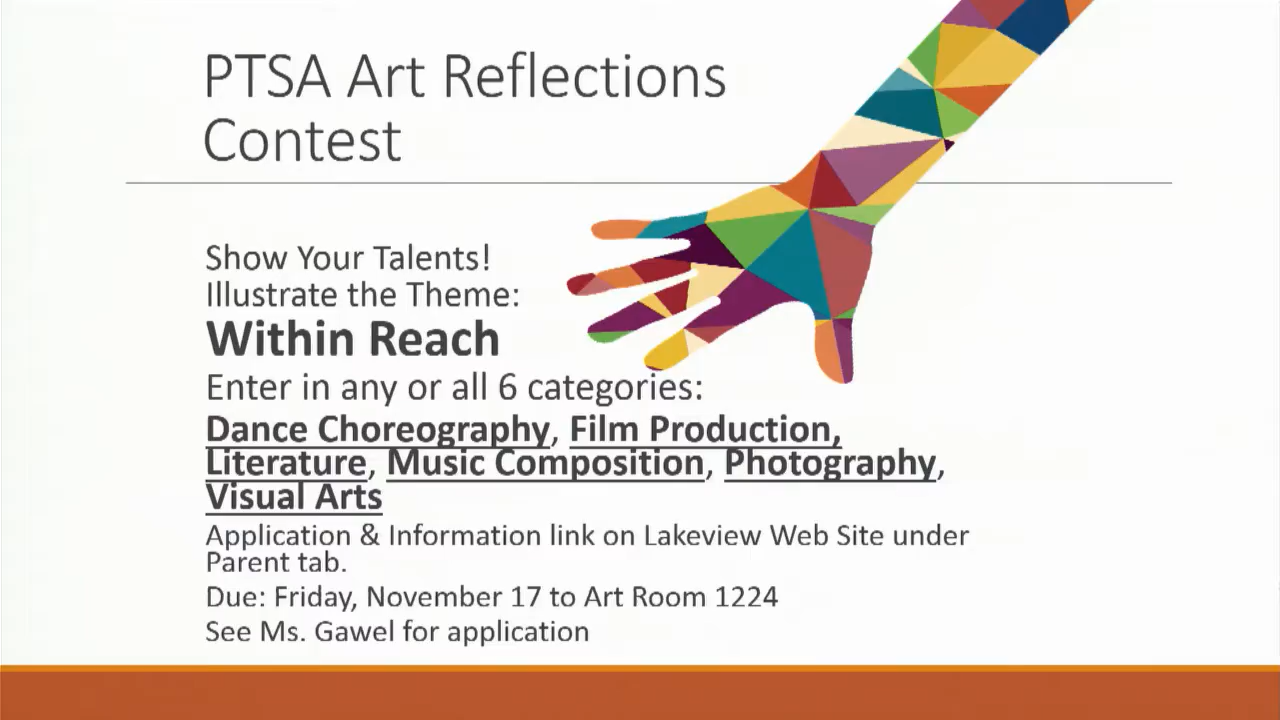 PTSA Art Reflections
Contest
Show Your Talents!
Illustrate the Theme:
Within Reach
Enter in any or all 6 categories:
Dance Choreography, Film Production,
Literature, Music Composition, Photography,
Visual Arts
Application & Information link on Lakeview Web Site under
Parent tab.
Due: Friday, November 17 to Art Room 1224
See Ms. Gawel for application